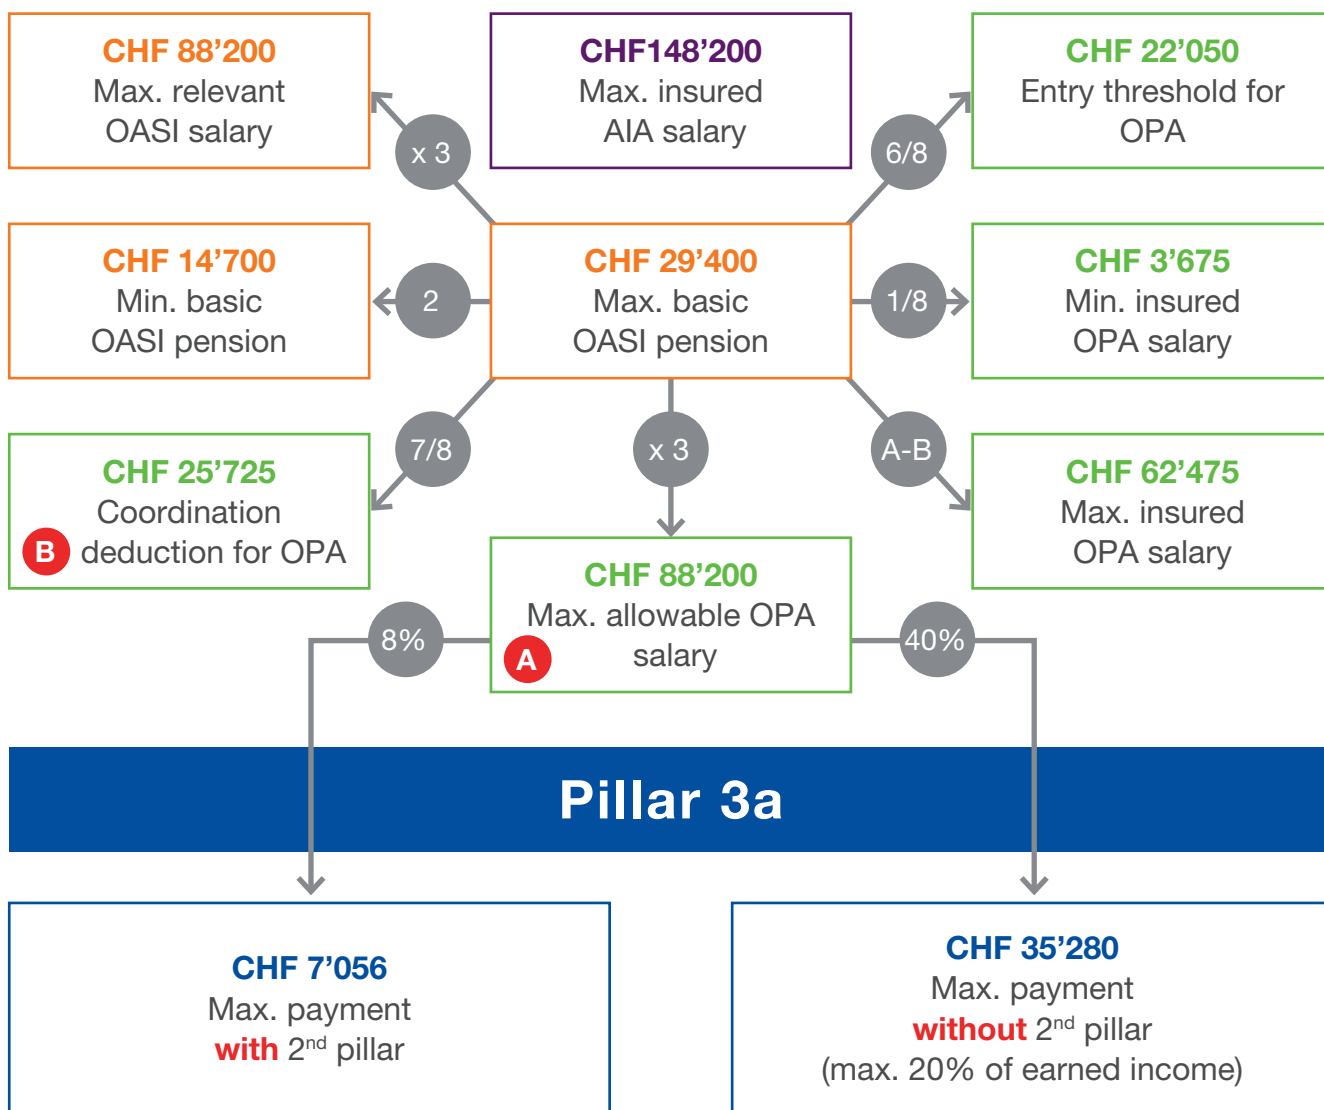 CHF 88’200
Max. relevant
OASI salary
CHF148’200
Max. insured
AIA salary
CHF 22’050
Entry threshold for
OPA
x 3
6/8
CHF 14’700
Min. basic
OASI pension
2
CHF 29’400
Max. basic
OASI pension
1/8
CHF 3’675
Min. insured
OPA salary
7/8
x 3
A-B
CHF 25’725
Coordination
B deduction for OPA
CHF 62’475
Max. insured
OPA salary
CHF 88’200
Max. allowable OPA
salary
A
8%
40%
Pillar 3a
CHF 7’056
Max. payment
with 2nd pillar
CHF 35’280
Max. payment
without 2nd pillar
(max. 20% of earned income)